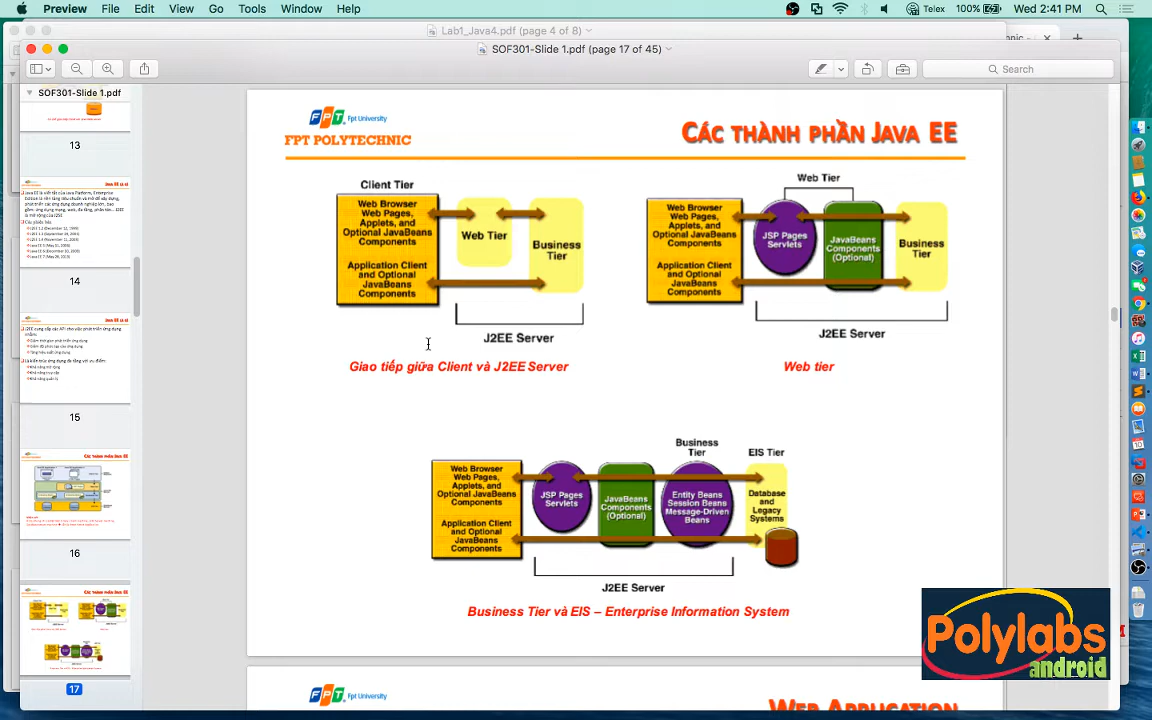 Preview File Edit View Go Tools Window Help Telex 100% Wed 2:41 PM
Lab1_Java4.pdf (page 4 of 8)
SOF301-Slide 1.pdf (page 17 of 45)
Search
SOF301-Slide 1.pdf
13
14
15
16
17
FPT Fpt University
FPT POLYTECHNIC
CÁC THÀNH PHẦN JAVA EE
Client Tier
Web Browser
Web Pages,
Applets, and
Optional JavaBeans
Components
Application Client
and Optional
JavaBeans
Components
Web Tier
Business
Tier
J2EE Server
Giao tiếp giữa Client và J2EE Server
Web Tier
Web Browser
Web Pages,
Applets, and
Optional JavaBeans
Components
Application Client
and Optional
JavaBeans
Components
JSP Pages
Servlets
JavaBeans
Components
(Optional)
Business
Tier
J2EE Server
Web tier
Business
Tier
EIS Tier
Web Browser
Web Pages,
Applets, and
Optional JavaBeans
Components
Application Client
and Optional
JavaBeans
Components
JSP Pages
Servlets
JavaBeans
Components
(Optional)
Entity Beans
Session Beans
Message-Driven
Beans
Database
and
Legacy
Systems
J2EE Server
Business Tier và EIS – Enterprise Information System
FPT Fpt University
WEB APPLICATION
Polylabs
android